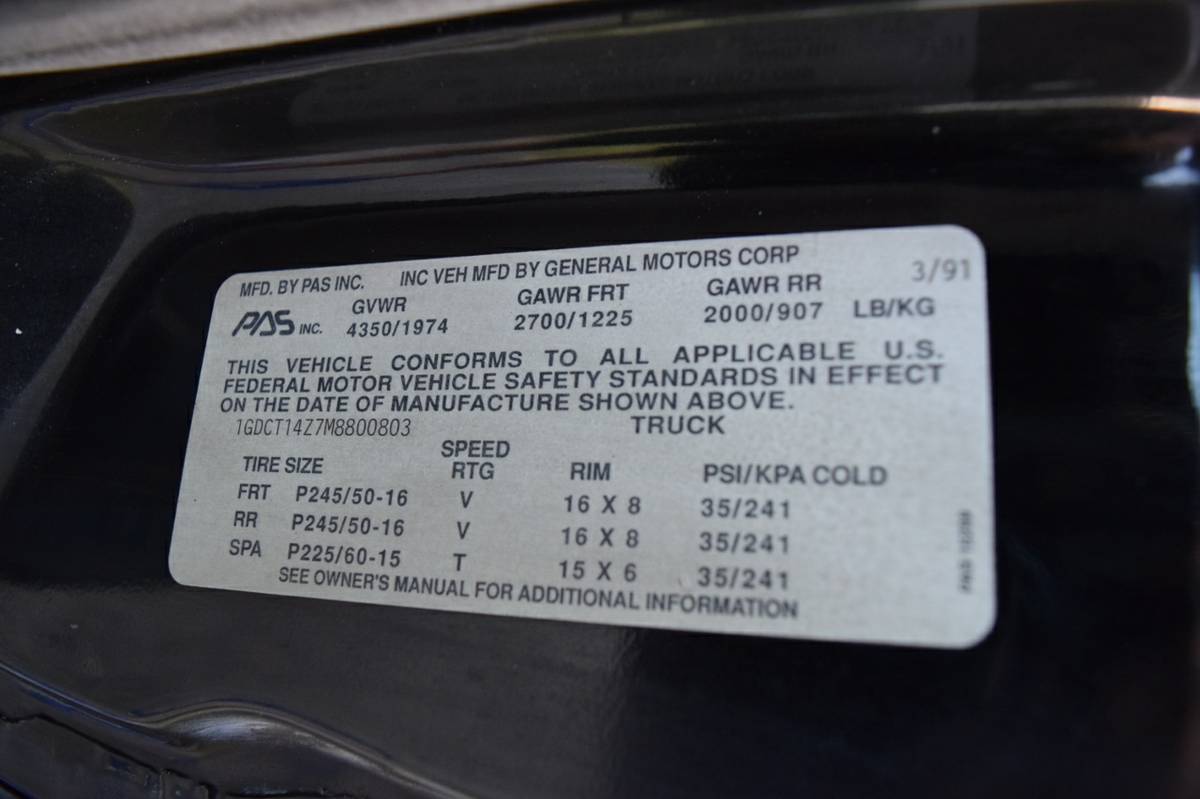 MFD. BY PAS INC. INC VEH MFD BY GENERAL MOTORS CORP 3/91
GVWR GAWR FRT GAWR RR
PAS INC. 4350/1974 2700/1225 2000/907 LB/KG
THIS VEHICLE CONFORMS TO ALL APPLICABLE U.S.
FEDERAL MOTOR VEHICLE SAFETY STANDARDS IN EFFECT
ON THE DATE OF MANUFACTURE SHOWN ABOVE.
1GDCT14Z7M8800803 TRUCK
TIRE SIZE SPEED RTG RIM PSI/KPA COLD
FRT P245/50-16 V 16 X 8 35/241
RR P245/50-16 V 16 X 8 35/241
SPA P225/60-15 T 15 X 6 35/241
SEE OWNER'S MANUAL FOR ADDITIONAL INFORMATION